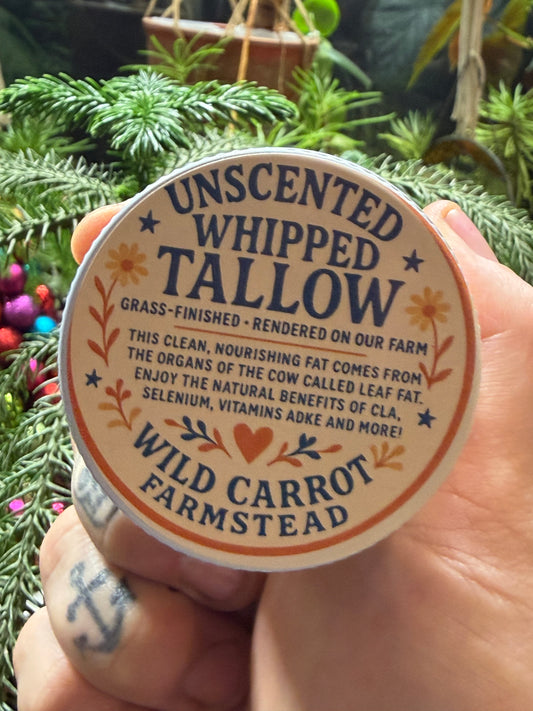 UNSCENTED
WHIPPED
TALLOW
GRASS-FINISHED • RENDERED ON OUR FARM
THIS CLEAN, NOURISHING FAT COMES FROM
THE ORGANS OF THE COW CALLED LEAF FAT.
ENJOY THE NATURAL BENEFITS OF CLA,
SELENIUM, VITAMINS ADKE AND MORE!
WILD CARROT
FARMSTEAD